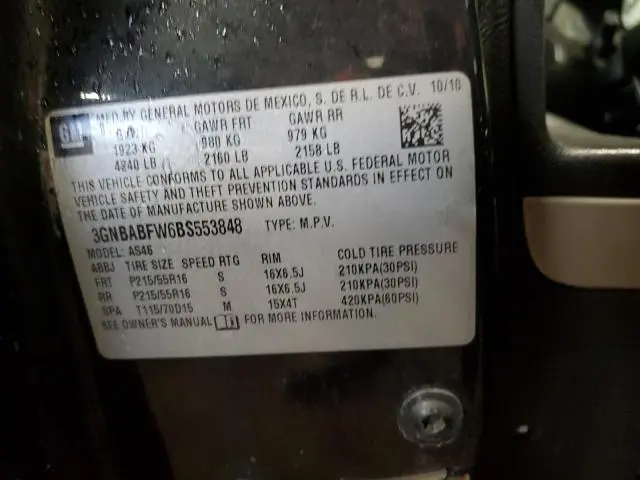 GM
MFD BY GENERAL MOTORS DE MEXICO, S. DE R.L. DE C.V. 10/10
GAWR FRT GAWR RR
1923 KG 980 KG 979 KG
4240 LB 2160 LB 2158 LB
THIS VEHICLE CONFORMS TO ALL APPLICABLE U.S. FEDERAL MOTOR
VEHICLE SAFETY AND THEFT PREVENTION STANDARDS IN EFFECT ON
THE DATE OF MANUFACTURE SHOWN ABOVE.
3GNBABFW6BS553848 TYPE: M.P.V.
MODEL: AS46
ABBJ TIRE SIZE SPEED RTG RIM COLD TIRE PRESSURE
FRT P215/55R16 S 16X6.5J 210KPA(30PSI)
RR P215/55R16 S 16X6.5J 210KPA(30PSI)
SPA T115/70D15 M 15X4T 420KPA(60PSI)
SEE OWNER'S MANUAL FOR MORE INFORMATION.